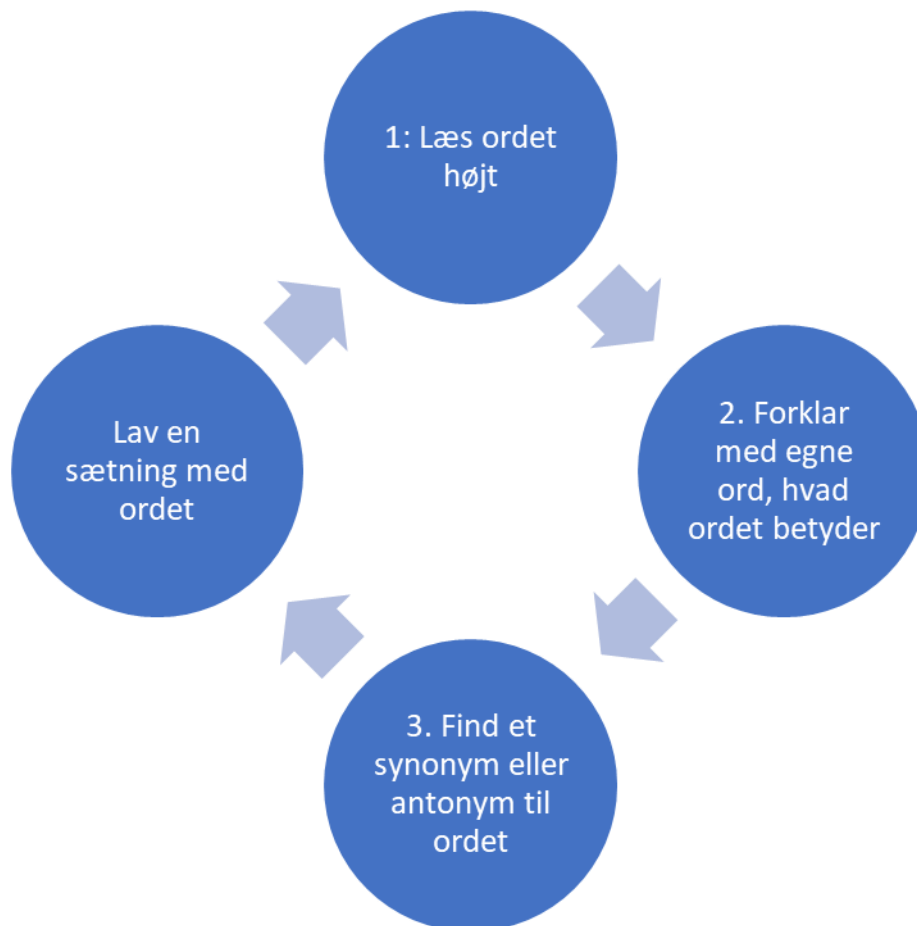 1: Læs ordet
højt
2. Forklar
med egne
ord, hvad
ordet betyder
3. Find et
synonym eller
antonym til
ordet
Lav en
sætning med
ordet